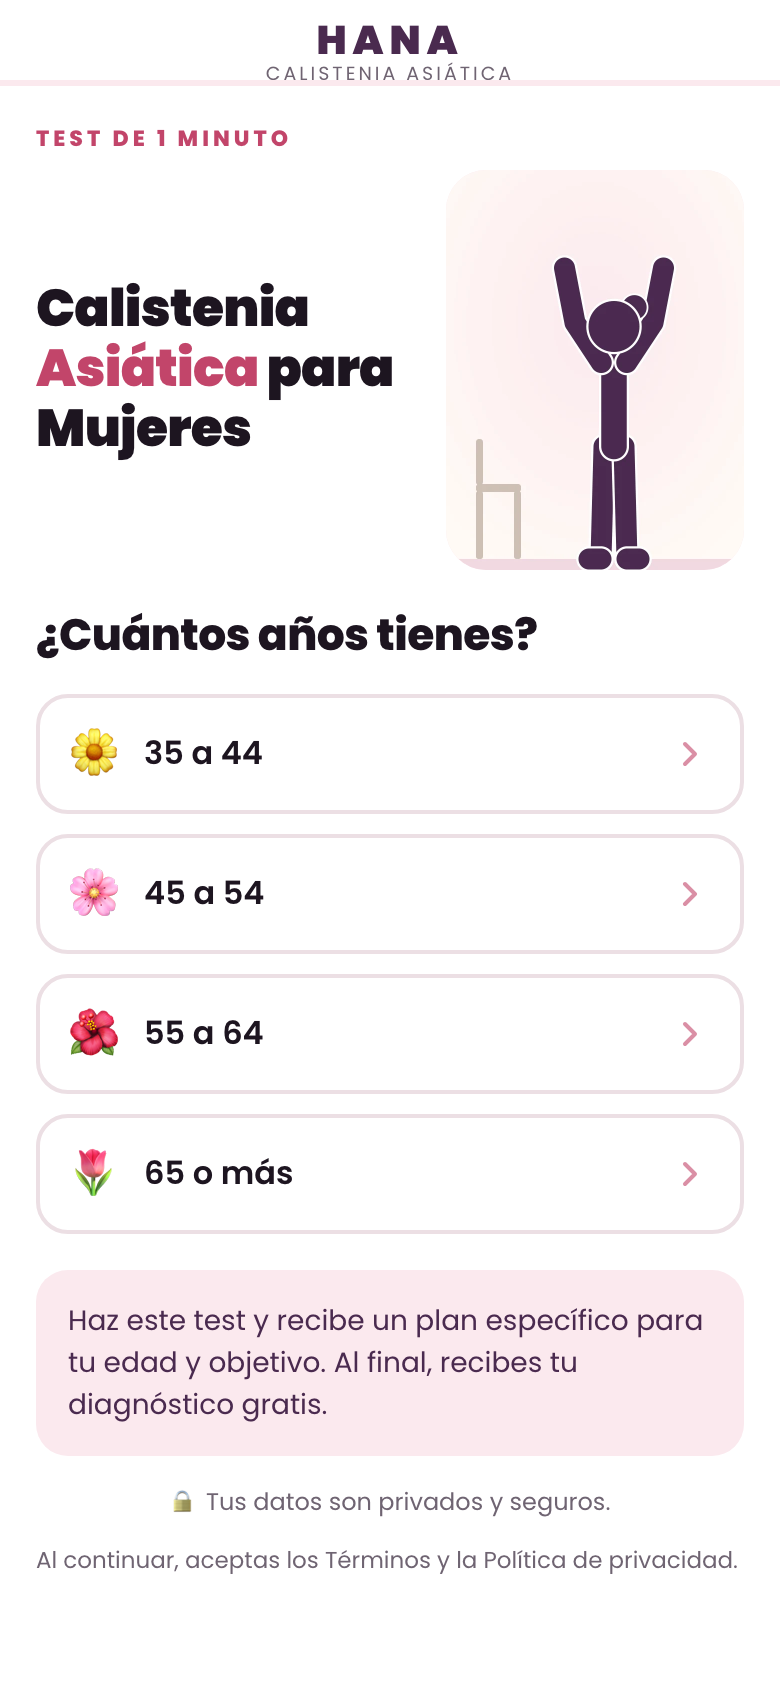 HANA
CALISTENIA ASIÁTICA
TEST DE 1 MINUTO
Calistenia
Asiática para
Mujeres
¿Cuántos años tienes?
35 a 44
45 a 54
55 a 64
65 o más
Haz este test y recibe un plan específico para
tu edad y objetivo. Al final, recibes tu
diagnóstico gratis.
Tus datos son privados y seguros.
Al continuar, aceptas los Términos y la Política de privacidad.